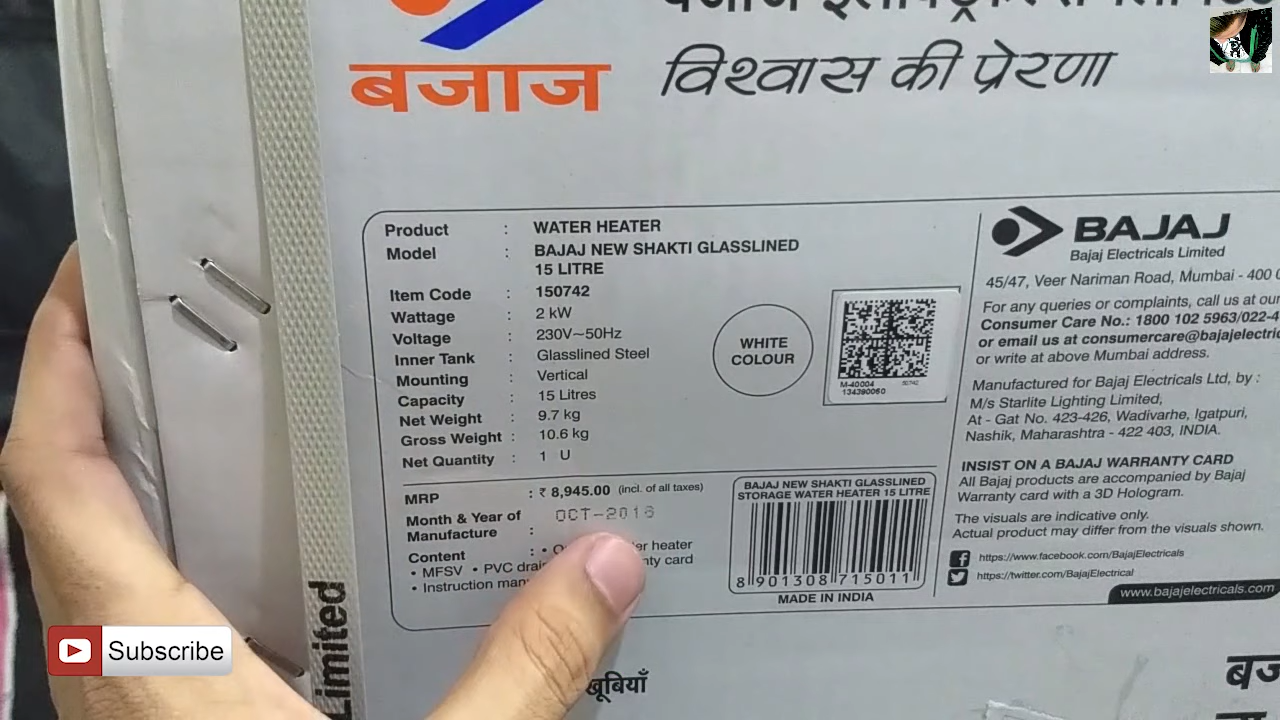 बजाज
विश्वास की प्रेरणा
Product : WATER HEATER
Model : BAJAJ NEW SHAKTI GLASSLINED
15 LITRE
Item Code : 150742
Wattage : 2 kW
Voltage : 230V~50Hz
Inner Tank : Glasslined Steel
Mounting : Vertical
Capacity : 15 Litres
Net Weight : 9.7 kg
Gross Weight : 10.6 kg
Net Quantity : 1 U
WHITE
COLOUR
M-40004
134390060
MRP : ₹ 8,945.00 (incl. of all taxes)
Month & Year of
Manufacture : OCT-2016
Content : •
heater
• MFSV • PVC
card
• Instruction
BAJAJ NEW SHAKTI GLASSLINED
STORAGE WATER HEATER 15 LITRE
8 901308 715011
MADE IN INDIA
BAJAJ
Bajaj Electricals Limited
45/47, Veer Nariman Road, Mumbai - 400
For any queries or complaints, call us at our
Consumer Care No.: 1800 102 5963/022-4
or email us at consumercare@bajajelectric
or write at above Mumbai address.
Manufactured for Bajaj Electricals Ltd, by :
M/s Starlite Lighting Limited,
At - Gat No. 423-426, Wadivarhe, Igatpuri,
Nashik, Maharashtra - 422 403, INDIA.
INSIST ON A BAJAJ WARRANTY CARD
All Bajaj products are accompanied by Bajaj
Warranty card with a 3D Hologram.
The visuals are indicative only.
Actual product may differ from the visuals shown.
https://www.facebook.com/BajajElectricals
https://twitter.com/BajajElectrical
www.bajajelectricals.com
Limited
Subscribe
खूबियाँ